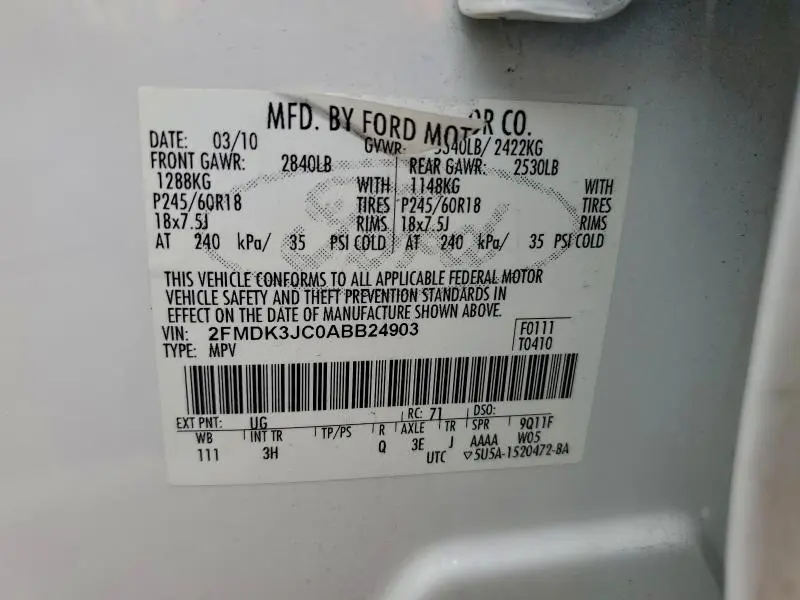 MFD. BY FORD MOTOR CO.
DATE: 03/10 GVWR: 5340LB/ 2422KG
FRONT GAWR: 2840LB REAR GAWR: 2530LB
1288KG WITH 1148KG WITH
P245/60R18 TIRES P245/60R18 TIRES
18x7.5J RIMS 18x7.5J RIMS
AT 240 kPa/ 35 PSI COLD AT 240 kPa/ 35 PSI COLD
Ford
THIS VEHICLE CONFORMS TO ALL APPLICABLE FEDERAL MOTOR
VEHICLE SAFETY AND THEFT PREVENTION STANDARDS IN
EFFECT ON THE DATE OF MANUFACTURE SHOWN ABOVE.
VIN: 2FMDK3JC0ABB24903 F0111
TYPE: MPV T0410
EXT PNT: UG RC: 71 DSO:
WB INT TR TP/PS R AXLE TR SPR 9Q11F
111 3H Q 3E J AAAA W05
UTC ▽5U5A-1520472-BA